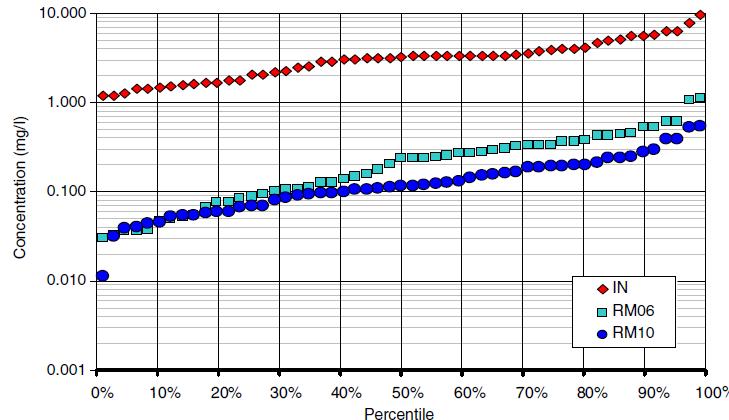 10.000
1.000
0.100
0.010
0.001
Concentration (mg/l)
IN
RM06
RM10
0% 10% 20% 30% 40% 50% 60% 70% 80% 90% 100%
Percentile